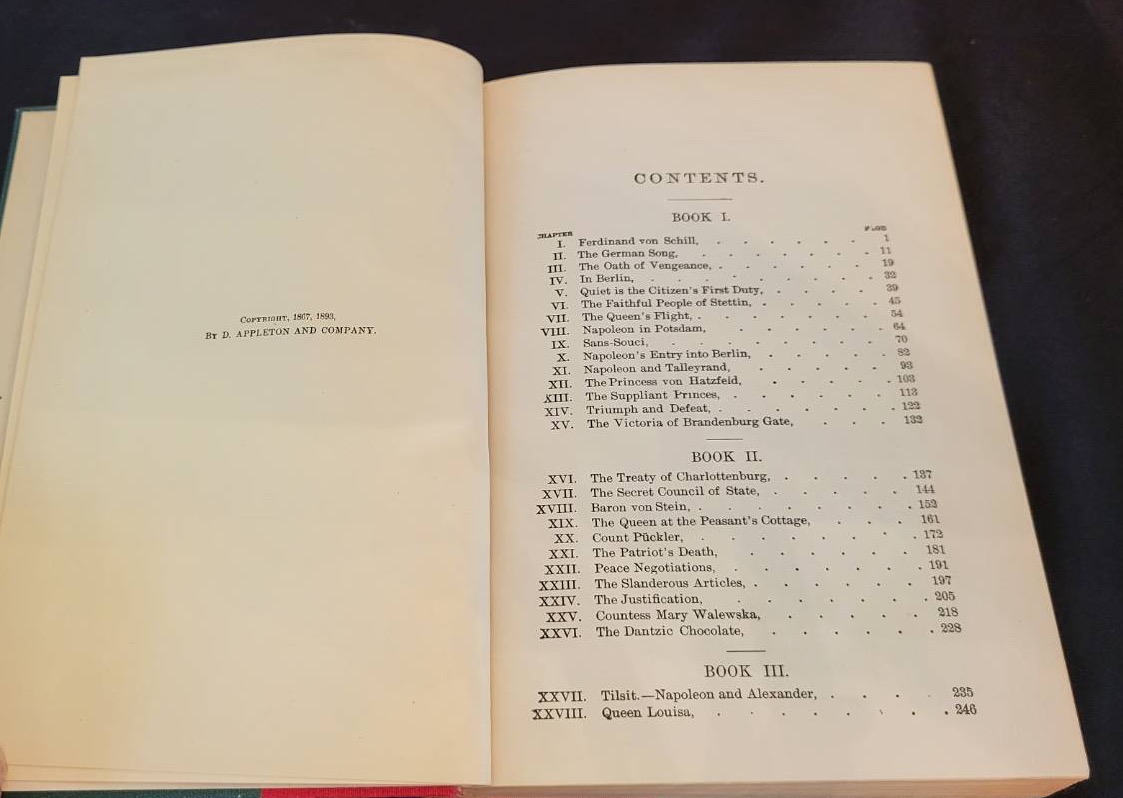 COPYRIGHT, 1867, 1893,
BY D. APPLETON AND COMPANY.
CONTENTS.
BOOK I.
CHAPTER PAGE
I. Ferdinand von Schill, . . . . . . 1
II. The German Song, . . . . . . . 11
III. The Oath of Vengeance, . . . . . . . 19
IV. In Berlin, . . . . . . . . . 32
V. Quiet is the Citizen's First Duty, . . . . . 39
VI. The Faithful People of Stettin, . . . . . 45
VII. The Queen's Flight, . . . . . . . 54
VIII. Napoleon in Potsdam, . . . . . . 64
IX. Sans-Souci, . . . . . . . . 70
X. Napoleon's Entry into Berlin, . . . . . 82
XI. Napoleon and Talleyrand, . . . . . 93
XII. The Princess von Hatzfeld, . . . . . 103
XIII. The Suppliant Princes, . . . . . . 113
XIV. Triumph and Defeat, . . . . . . . 122
XV. The Victoria of Brandenburg Gate, . . . 132
BOOK II.
XVI. The Treaty of Charlottenburg, . . . . . 137
XVII. The Secret Council of State, . . . . . 144
XVIII. Baron von Stein, . . . . . . . . 152
XIX. The Queen at the Peasant's Cottage, . . . 161
XX. Count Pückler, . . . . . . . . 172
XXI. The Patriot's Death, . . . . . . 181
XXII. Peace Negotiations, . . . . . . . 191
XXIII. The Slanderous Articles, . . . . . . 197
XXIV. The Justification, . . . . . . . 205
XXV. Countess Mary Walewska, . . . . . 218
XXVI. The Dantzic Chocolate, . . . . . . 228
BOOK III.
XXVII. Tilsit.—Napoleon and Alexander, . . . . 235
XXVIII. Queen Louisa, . . . . . . . . 246